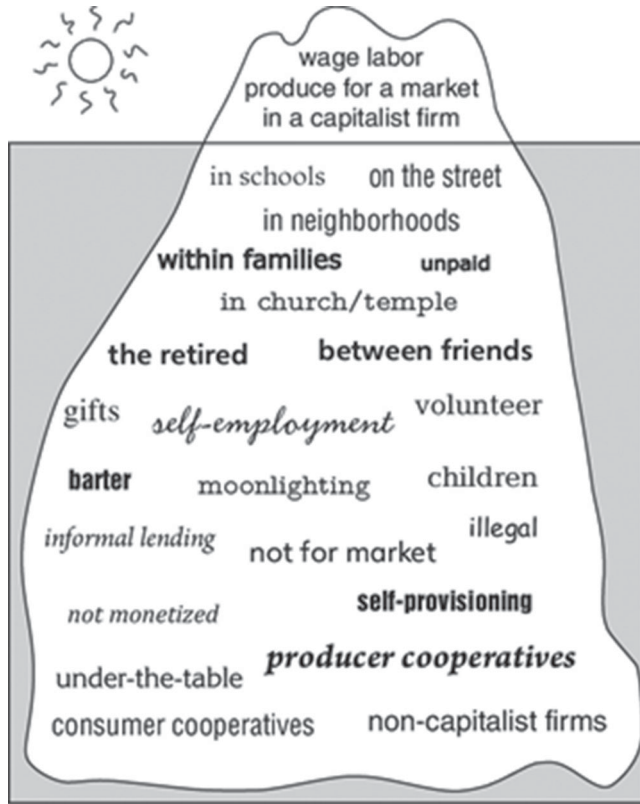 wage labor
produce for a market
in a capitalist firm
in schools on the street
in neighborhoods
within families unpaid
in church/temple
the retired between friends
gifts self-employment volunteer
barter moonlighting children
informal lending not for market illegal
not monetized self-provisioning
under-the-table producer cooperatives
consumer cooperatives non-capitalist firms